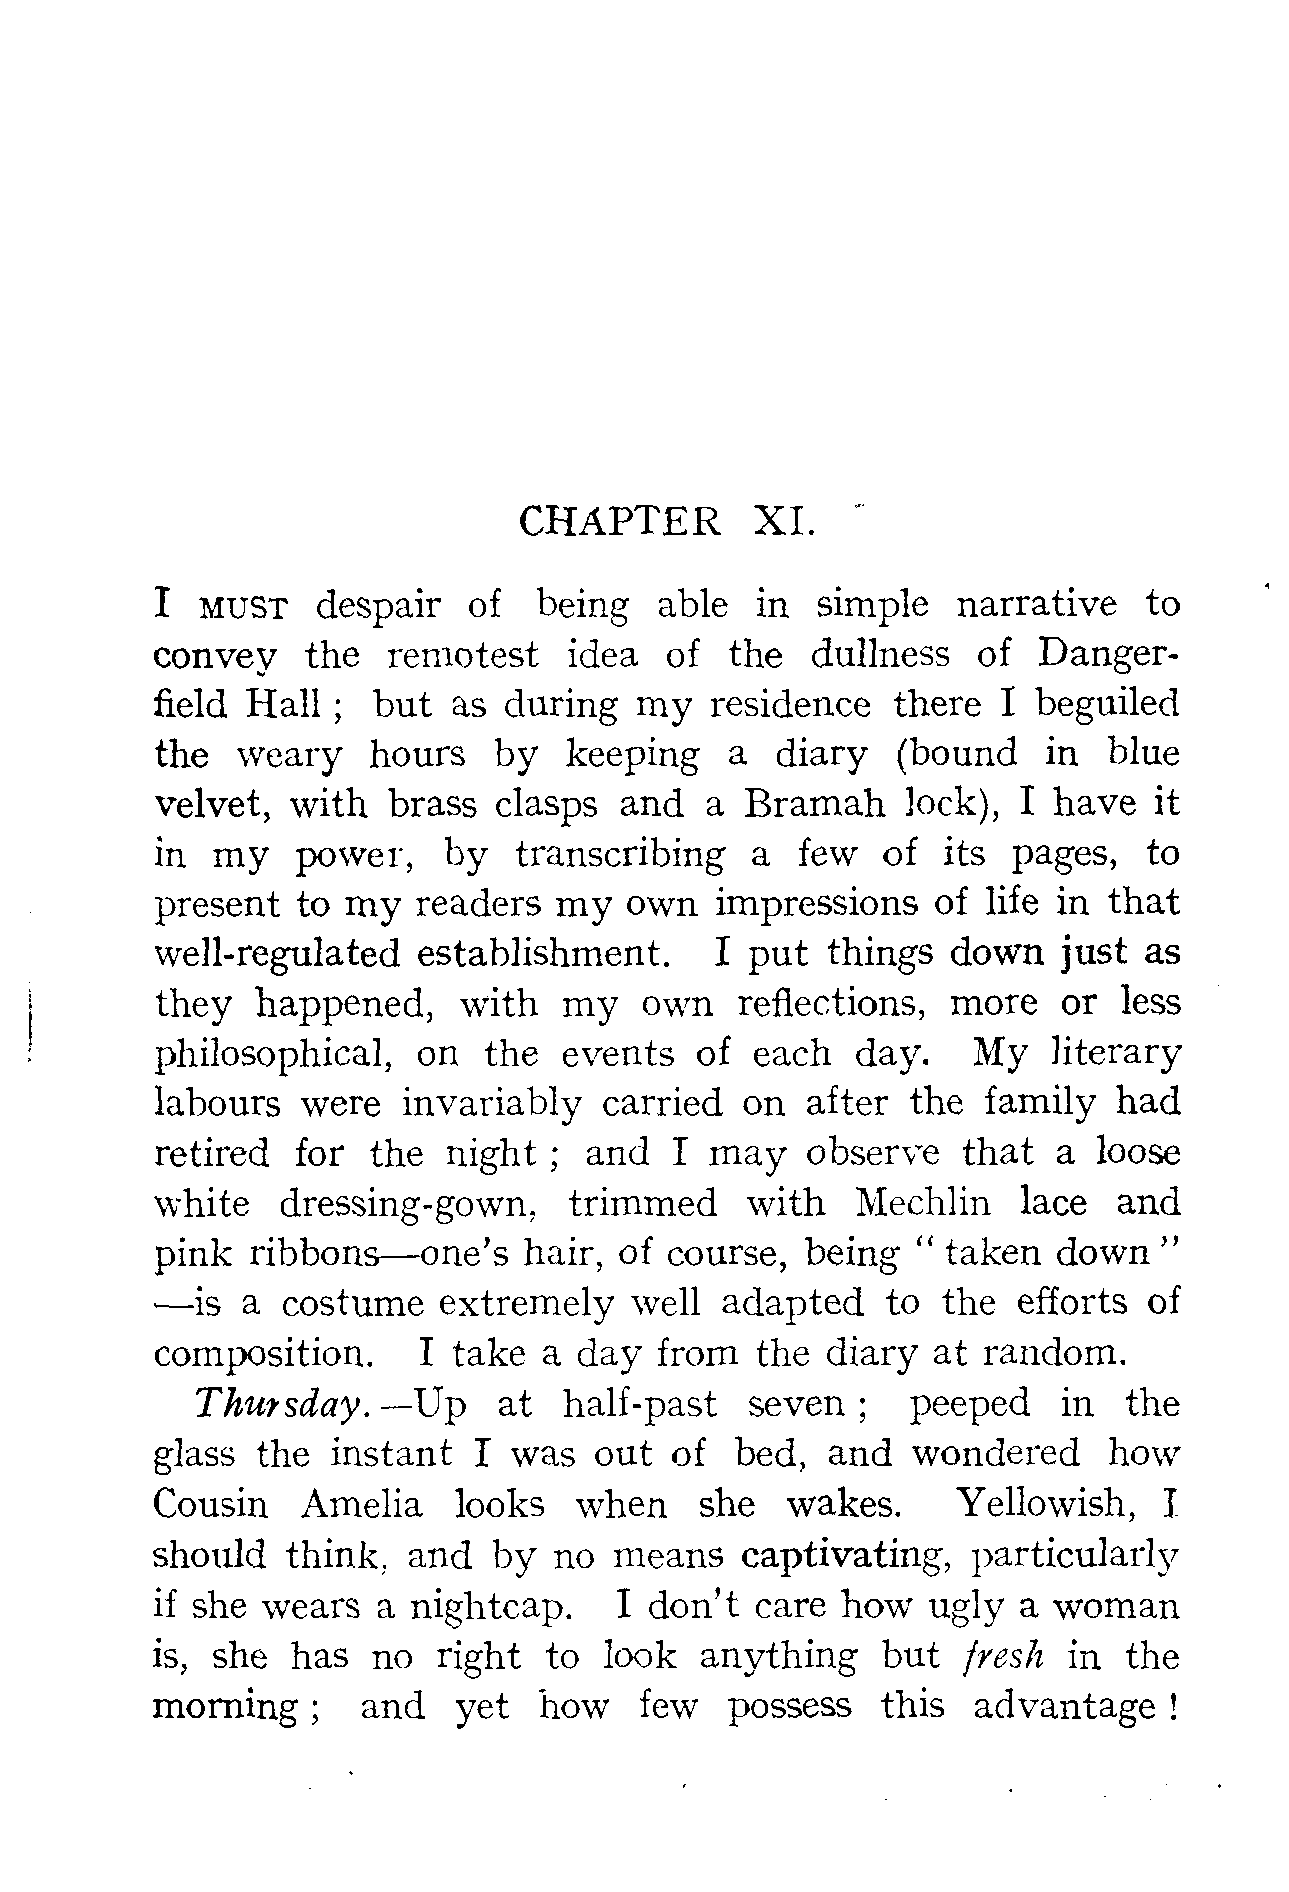 CHAPTER XI.
I MUST despair of being able in simple narrative to
convey the remotest idea of the dullness of Danger-
field Hall ; but as during my residence there I beguiled
the weary hours by keeping a diary (bound in blue
velvet, with brass clasps and a Bramah lock), I have it
in my power, by transcribing a few of its pages, to
present to my readers my own impressions of life in that
well-regulated establishment. I put things down just as
they happened, with my own reflections, more or less
philosophical, on the events of each day. My literary
labours were invariably carried on after the family had
retired for the night ; and I may observe that a loose
white dressing-gown, trimmed with Mechlin lace and
pink ribbons—one's hair, of course, being " taken down "
—is a costume extremely well adapted to the efforts of
composition. I take a day from the diary at random.
Thursday.—Up at half-past seven ; peeped in the
glass the instant I was out of bed, and wondered how
Cousin Amelia looks when she wakes. Yellowish, I
should think, and by no means captivating, particularly
if she wears a nightcap. I don't care how ugly a woman
is, she has no right to look anything but fresh in the
morning ; and yet how few possess this advantage !